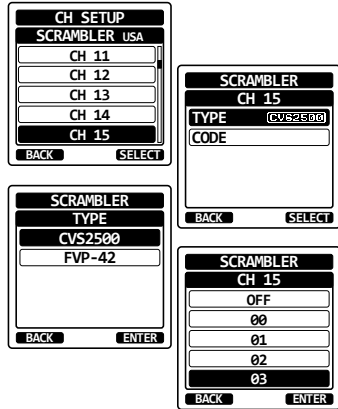 CH SETUP
SCRAMBLER USA
CH 11
CH 12
CH 13
CH 14
CH 15
BACK SELECT
SCRAMBLER
CH 15
TYPE CVS2500
CODE
BACK SELECT
SCRAMBLER
TYPE
CVS2500
FVP-42
BACK ENTER
SCRAMBLER
CH 15
OFF
00
01
02
03
BACK ENTER